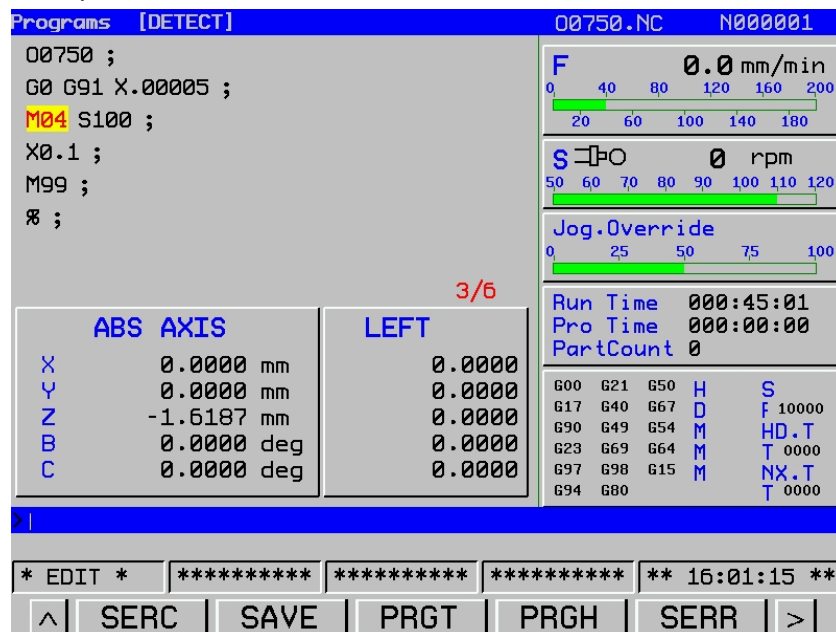 Programs [DETECT] O0750.NC N000001
O0750 ;
G0 G91 X.00005 ;
M04 S100 ;
X0.1 ;
M99 ;
% ;
3/6
F 0.0 mm/min
0 40 80 120 160 200
20 60 100 140 180
S 0 rpm
50 60 70 80 90 100 110 120
Jog.Override
0 25 50 75 100
Run Time 000:45:01
Pro Time 000:00:00
PartCount 0
ABS AXIS LEFT
X 0.0000 mm 0.0000
Y 0.0000 mm 0.0000
Z -1.6187 mm 0.0000
B 0.0000 deg 0.0000
C 0.0000 deg 0.0000
G00 G21 G50 H S
G17 G40 G67 D F 10000
G90 G49 G54 M HD.T
G23 G69 G64 M T 0000
G97 G98 G15 M NX.T
G94 G80 T 0000
>|
* EDIT * ********** ********** ********** ** 16:01:15 **
^ SERC SAVE PRGT PRGH SERR >